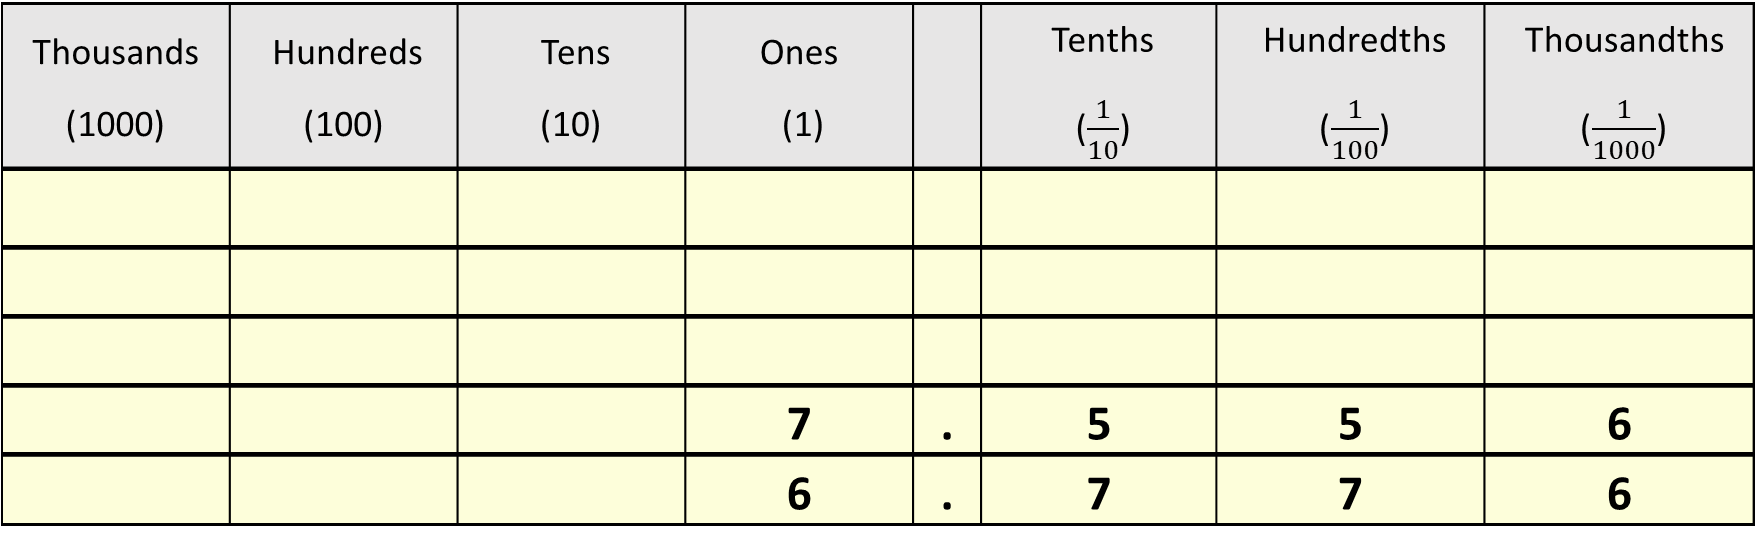 Thousands Hundreds Tens Ones Tenths Hundredths Thousandths
(1000) (100) (10) (1) (1/10) (1/100) (1/1000)
7 . 5 5 6
6 . 7 7 6